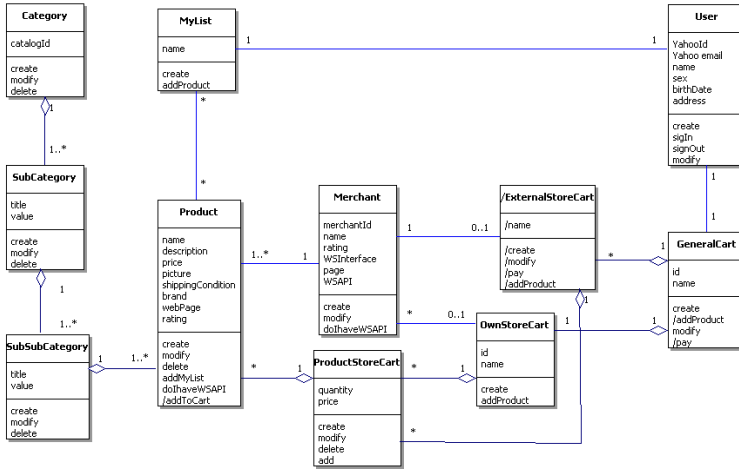 Category
catalogId
create
modify
delete
1
1..*
SubCategory
title
value
create
modify
delete
1
1..*
SubSubCategory
title
value
create
modify
delete
1
1..*
MyList
name
create
addProduct
1
1
*
*
Product
name
description
price
picture
shippingCondition
brand
webPage
rating
create
modify
delete
addMyList
doIhaveWSAPI
/addToCart
1..*
1
*
1
Merchant
merchantId
name
rating
WSInterface
page
WSAPI
create
modify
doIhaveWSAPI
1
0..1
*
0..1
ProductStoreCart
quantity
price
create
modify
delete
add
*
1
*
1
/ExternalStoreCart
/name
/create
/modify
/pay
/addProduct
*
1
OwnStoreCart
id
name
create
addProduct
1
1
User
YahooId
Yahoo email
name
sex
birthDate
address
create
sigIn
signOut
modify
1
1
GeneralCart
id
name
create
/addProduct
modify
/pay